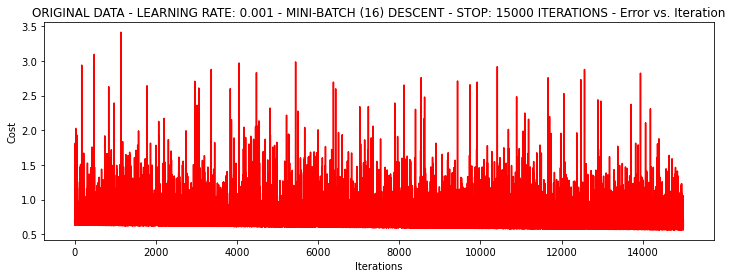 ORIGINAL DATA - LEARNING RATE: 0.001 - MINI-BATCH (16) DESCENT - STOP: 15000 ITERATIONS - Error vs. Iteration
3.5
3.0
2.5
2.0
1.5
1.0
0.5
Cost
0 2000 4000 6000 8000 10000 12000 14000
Iterations